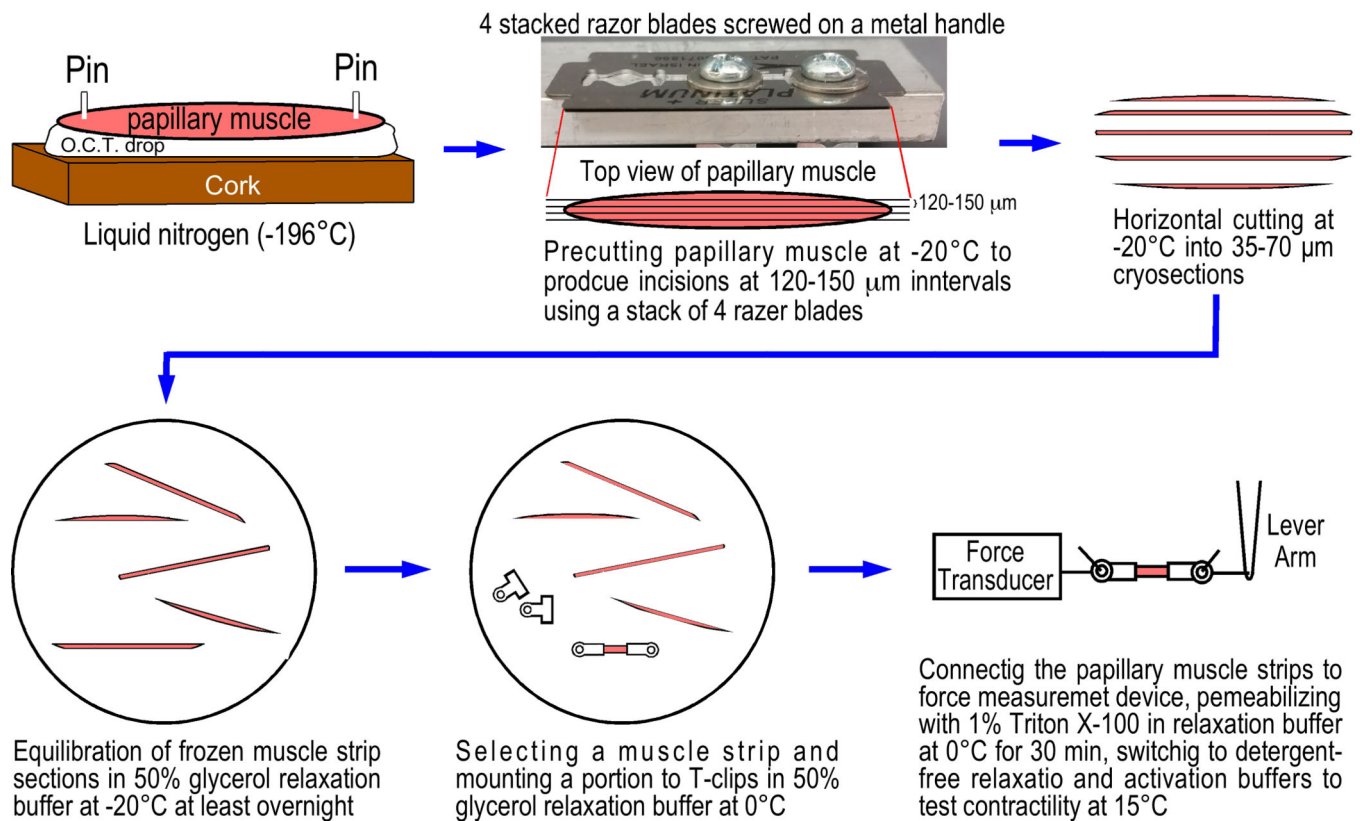 4 stacked razor blades screwed on a metal handle
Pin
Pin
papillary muscle
O.C.T. drop
Cork
Liquid nitrogen (-196°C)
SUPER +
PLATINUM
Top view of papillary muscle
120-150 μm
Precutting papillary muscle at -20°C to
prodcue incisions at 120-150 μm inntervals
using a stack of 4 razer blades
Horizontal cutting at
-20°C into 35-70 μm
cryosections
Equilibration of frozen muscle strip
sections in 50% glycerol relaxation
buffer at -20°C at least overnight
Selecting a muscle strip and
mounting a portion to T-clips in 50%
glycerol relaxation buffer at 0°C
Force
Transducer
Lever
Arm
Connectig the papillary muscle strips to
force measuremet device, pemeabilizing
with 1% Triton X-100 in relaxation buffer
at 0°C for 30 min, switchig to detergent-
free relaxatio and activation buffers to
test contractility at 15°C